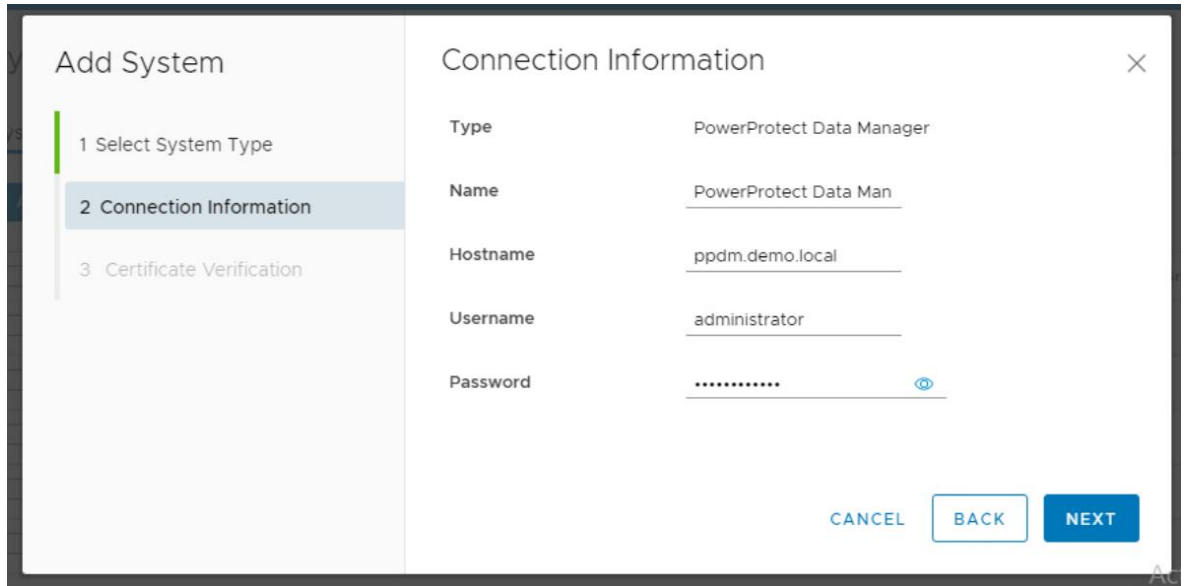 Add System
1 Select System Type
2 Connection Information
3 Certificate Verification
Connection Information
Type PowerProtect Data Manager
Name PowerProtect Data Man
Hostname ppdm.demo.local
Username administrator
Password ••••••••••••
CANCEL BACK NEXT